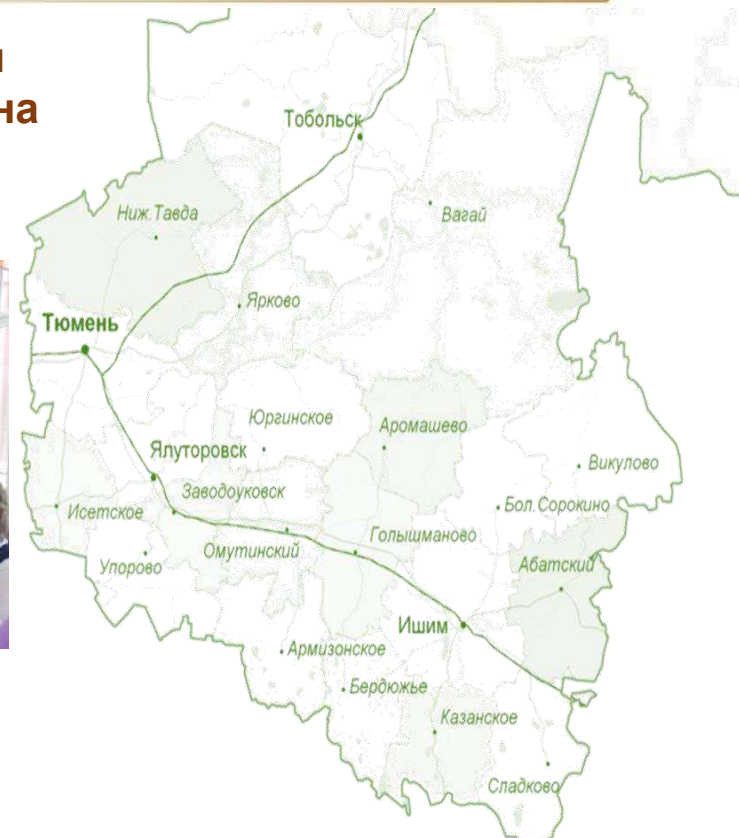 на
Тобольск
Ниж.Тавда
Вагай
Ярково
Тюмень
Юргинское
Аромашево
Ялуторовск
Викулово
Заводоуковск
Бол.Сорокино
Исетское
Голышманово
Омутинский
Абатский
Упорово
Ишим
Армизонское
Бердюжье
Казанское
Сладково